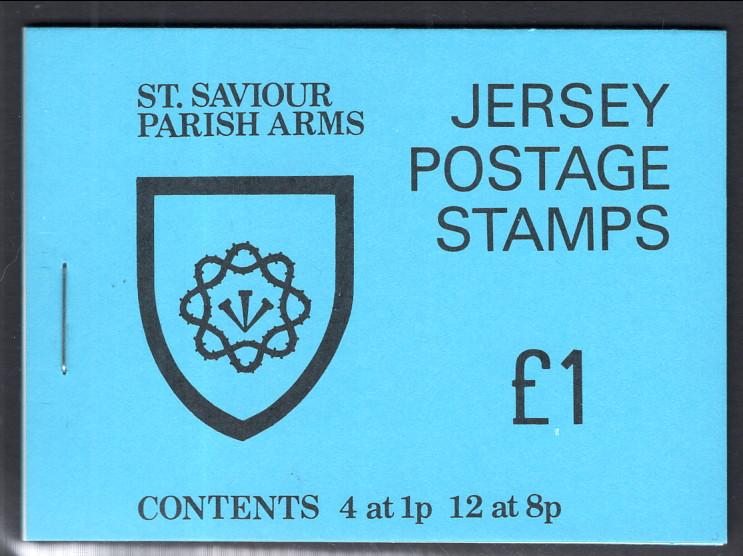 ST. SAVIOUR
PARISH ARMS
JERSEY
POSTAGE
STAMPS
£1
CONTENTS 4 at 1p 12 at 8p